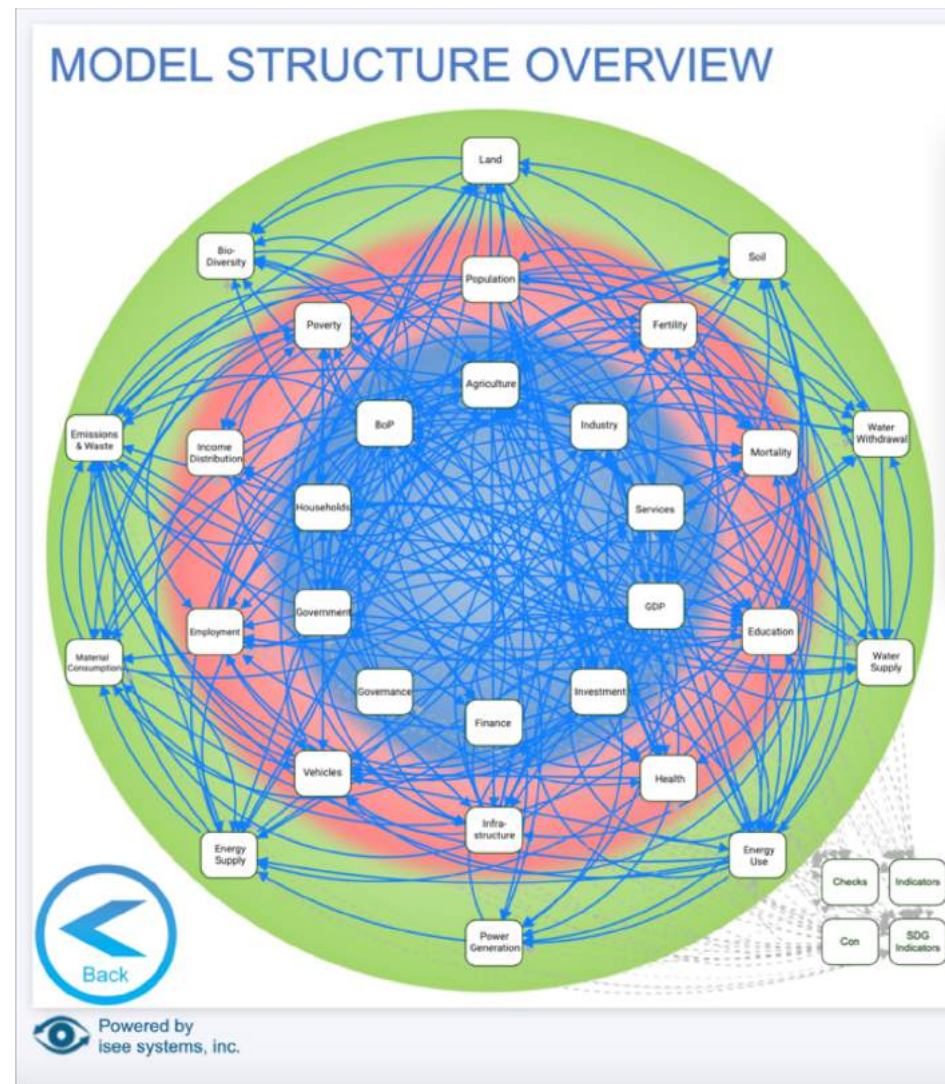 MODEL STRUCTURE OVERVIEW
Land
Bio-
Diversity
Soil
Population
Poverty
Fertility
Agriculture
BoP
Industry
Emissions
& Waste
Water
Withdrawal
Income
Distribution
Mortality
Households
Services
Government
GDP
Employment
Education
Material
Consumption
Water
Supply
Governance
Investment
Finance
Vehicles
Health
Infra-
structure
Energy
Supply
Energy
Use
Checks
Indicators
Power
Generation
Con
SDG
Indicators
Back
Powered by
isee systems, inc.